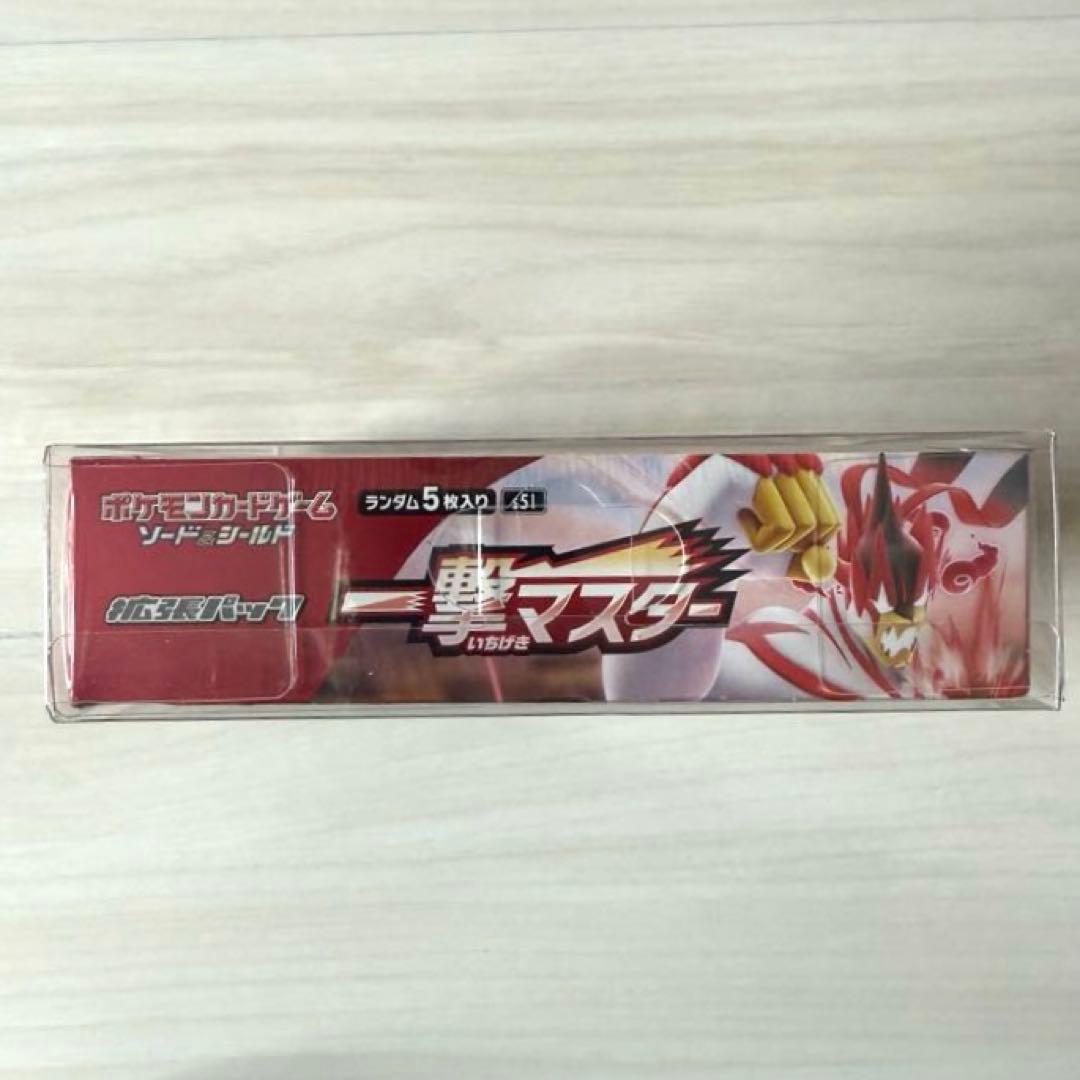 ポケモンカードゲーム
ソード&シールド
拡張パック
ランダム5枚入り
一撃マスター
いちげき